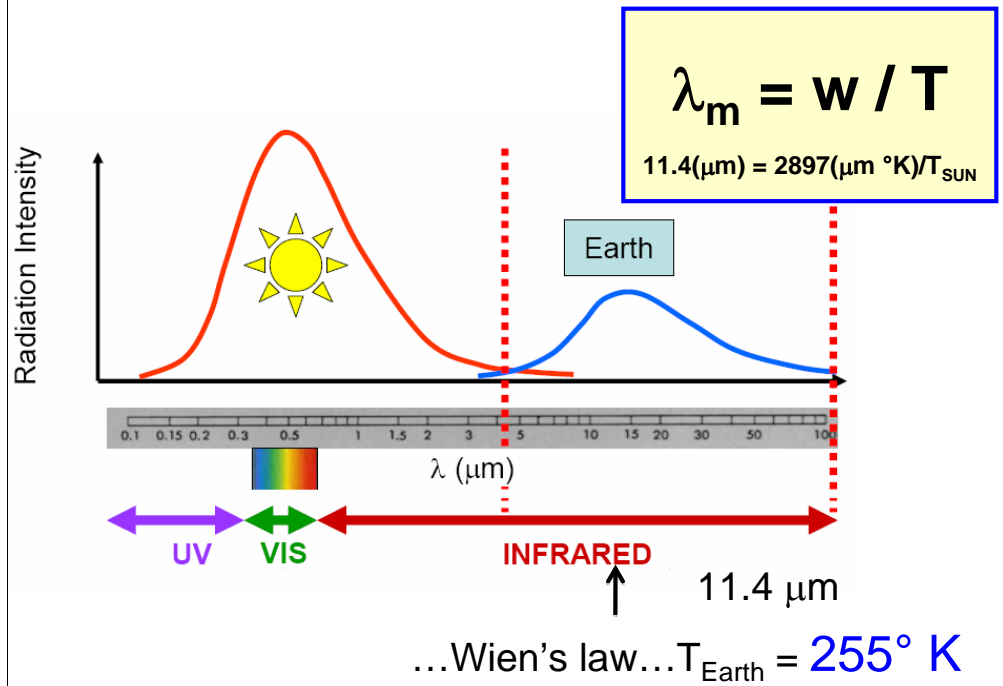 λm = w / T
11.4(μm) = 2897(μm °K)/TSUN
Radiation Intensity
Earth
0.1 0.15 0.2 0.3 0.5 1 1.5 2 3 5 10 15 20 30 50 100
λ (μm)
UV VIS INFRARED
11.4 μm
...Wien's law...TEarth = 255° K